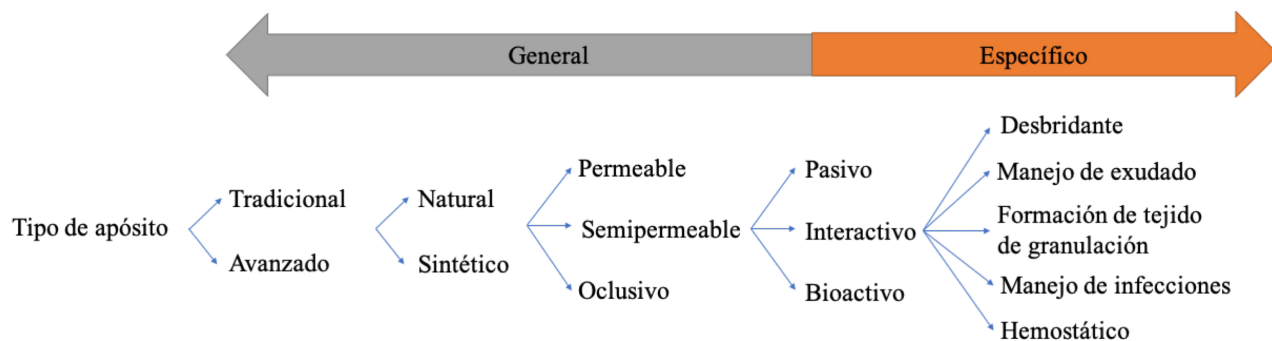 General
Específico
Tipo de apósito
Tradicional
Avanzado
Natural
Sintético
Permeable
Semipermeable
Oclusivo
Pasivo
Interactivo
Bioactivo
Desbridante
Manejo de exudado
Formación de tejido
de granulación
Manejo de infecciones
Hemostático